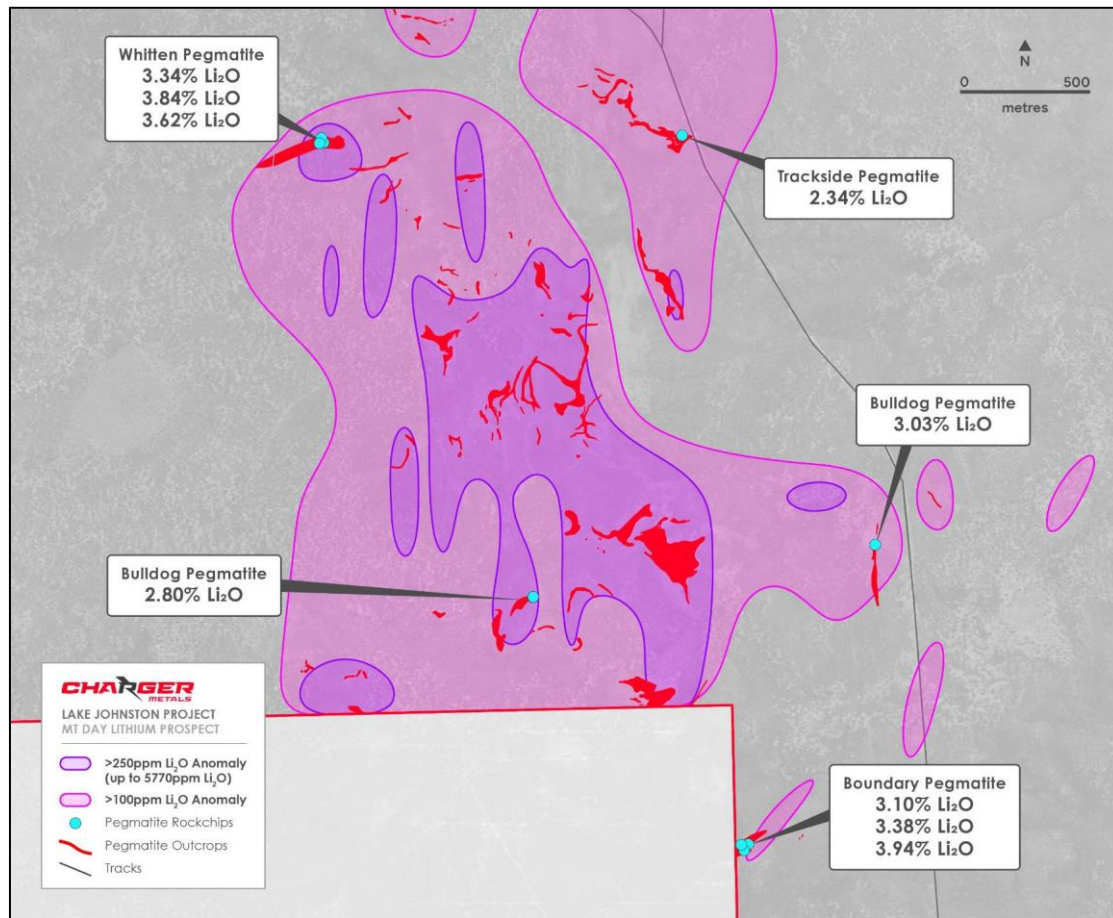 Whitten Pegmatite
3.34% Li₂O
3.84% Li₂O
3.62% Li₂O
N
0 500
metres
Trackside Pegmatite
2.34% Li₂O
Bulldog Pegmatite
3.03% Li₂O
Bulldog Pegmatite
2.80% Li₂O
CHARGER
METALS
LAKE JOHNSTON PROJECT
MT DAY LITHIUM PROSPECT
>250ppm Li₂O Anomaly
(up to 5770ppm Li₂O)
>100ppm Li₂O Anomaly
Pegmatite Rockchips
Pegmatite Outcrops
Tracks
Boundary Pegmatite
3.10% Li₂O
3.38% Li₂O
3.94% Li₂O